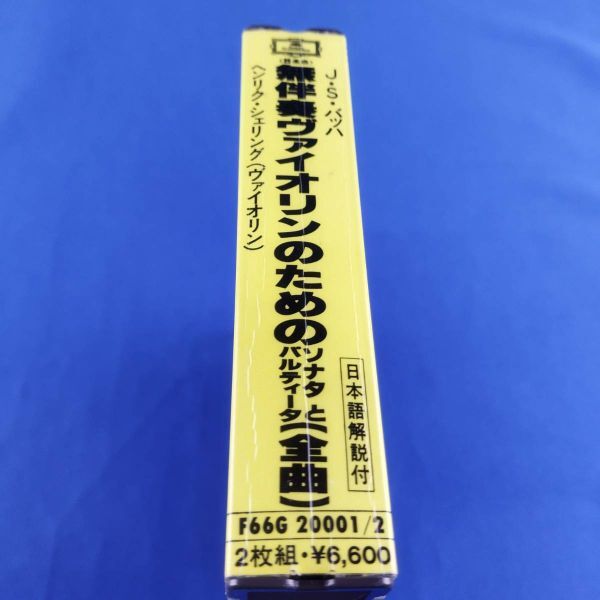 J・S・バッハ
無伴奏ヴァイオリンのためのソナタとパルティータ(全曲)
ヘンリク・シェリング(ヴァイオリン)
日本語解説付
F66G 20001/2
2枚組・¥6,600